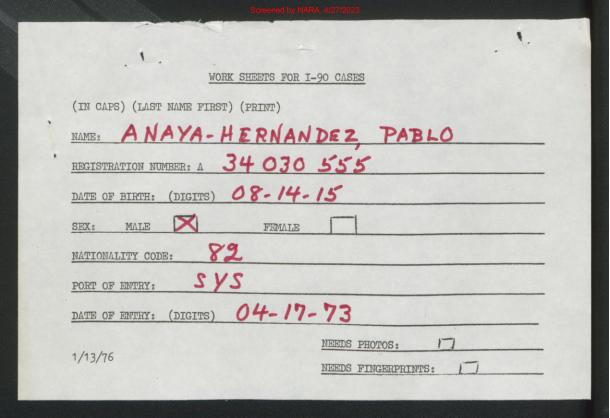 Screened by NARA, 4/27/2023
WORK SHEETS FOR I-90 CASES
(IN CAPS) (LAST NAME FIRST) (PRINT)
NAME: ANAYA-HERNANDEZ, PABLO
REGISTRATION NUMBER: A 34 030 555
DATE OF BIRTH: (DIGITS) 08-14-15
SEX: MALE FEMALE
NATIONALITY CODE: 82
PORT OF ENTRY: SYS
DATE OF ENTRY: (DIGITS) 04-17-73
NEEDS PHOTOS:
1/13/76
NEEDS FINGERPRINTS: